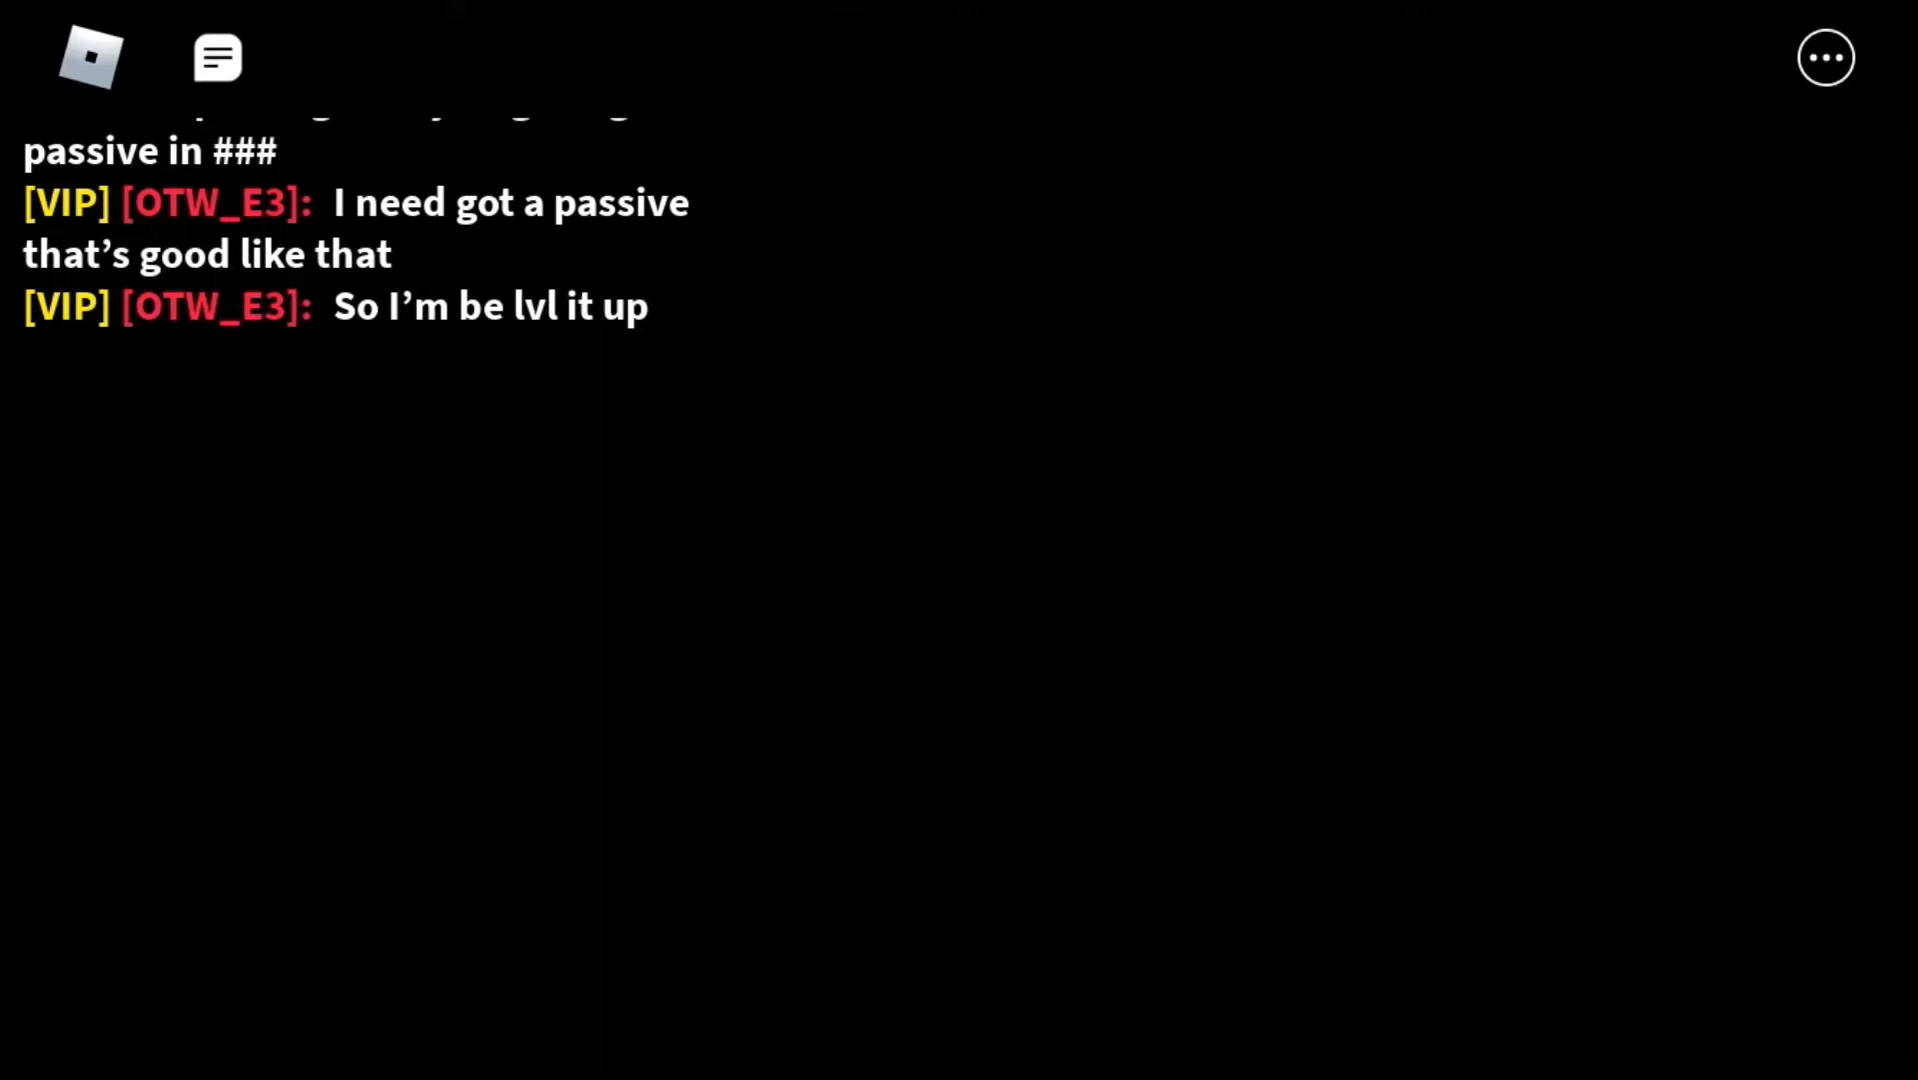 passive in ###
[VIP] [OTW_E3]: I need got a passive
that’s good like that
[VIP] [OTW_E3]: So I’m be lvl it up